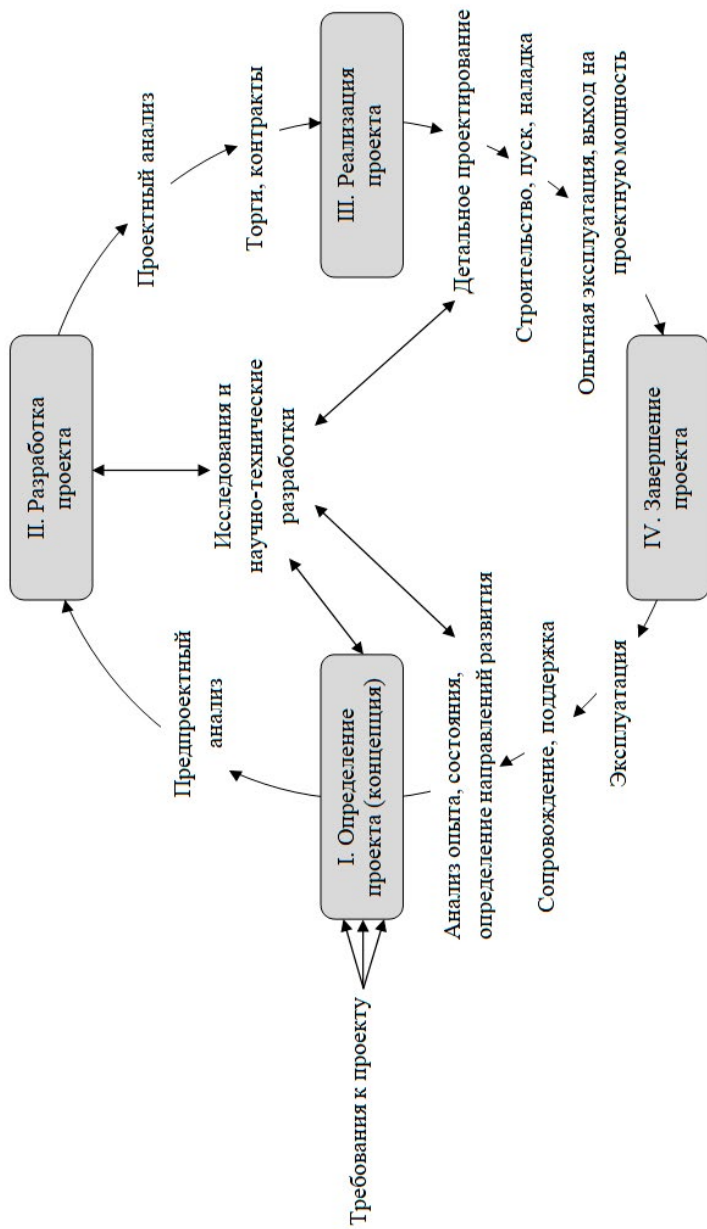 Требования к проекту
I. Определение
проекта (концепция)
Предпроектный
анализ
II. Разработка
проекта
Проектный анализ
Торги, контракты
III. Реализация
проекта
Детальное проектирование
Строительство, пуск, наладка
Опытная эксплуатация, выход на
проектную мощность
IV. Завершение
проекта
Эксплуатация
Сопровождение, поддержка
Анализ опыта, состояния,
определение направлений развития
Исследования и
научно-технические
разработки